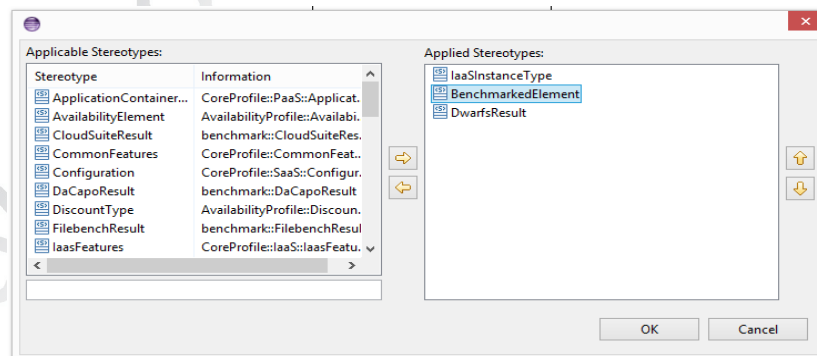 Applicable Stereotypes:
Stereotype Information
ApplicationContainer... CoreProfile::PaaS::Applicat.
AvailabilityElement AvailabilityProfile::Availabi.
CloudSuiteResult benchmark::CloudSuiteRes.
CommonFeatures CoreProfile::CommonFeat..
Configuration CoreProfile::SaaS::Configur.
DaCapoResult benchmark::DaCapoResult
DiscountType AvailabilityProfile::Discoun.
FilebenchResult benchmark::FilebenchResul
IaasFeatures CoreProfile::IaaS::IaasFeatu.
Applied Stereotypes:
IaaSInstanceType
BenchmarkedElement
DwarfsResult
OK Cancel